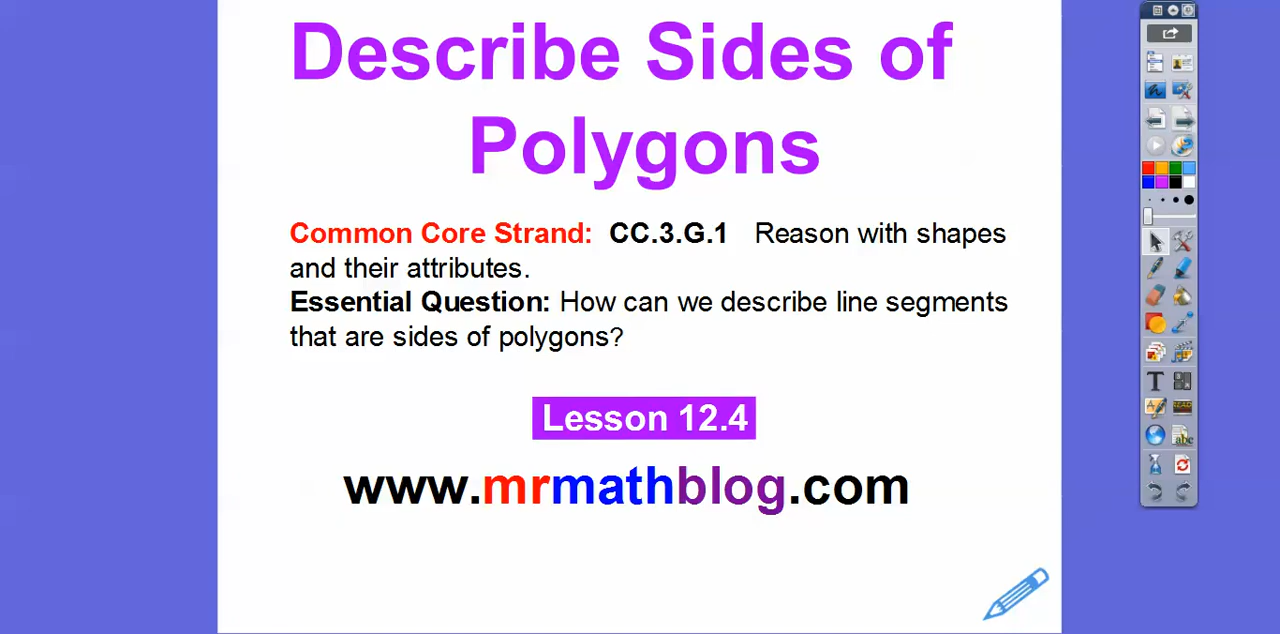 Describe Sides of
Polygons
Common Core Strand: CC.3.G.1 Reason with shapes
and their attributes.
Essential Question: How can we describe line segments
that are sides of polygons?
Lesson 12.4
www.mrmathblog.com